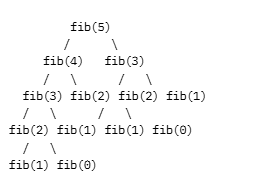 fib(5)
/ \
fib(4) fib(3)
/ \ / \
fib(3) fib(2) fib(2) fib(1)
/ \ / \
fib(2) fib(1) fib(1) fib(0)
/ \
fib(1) fib(0)